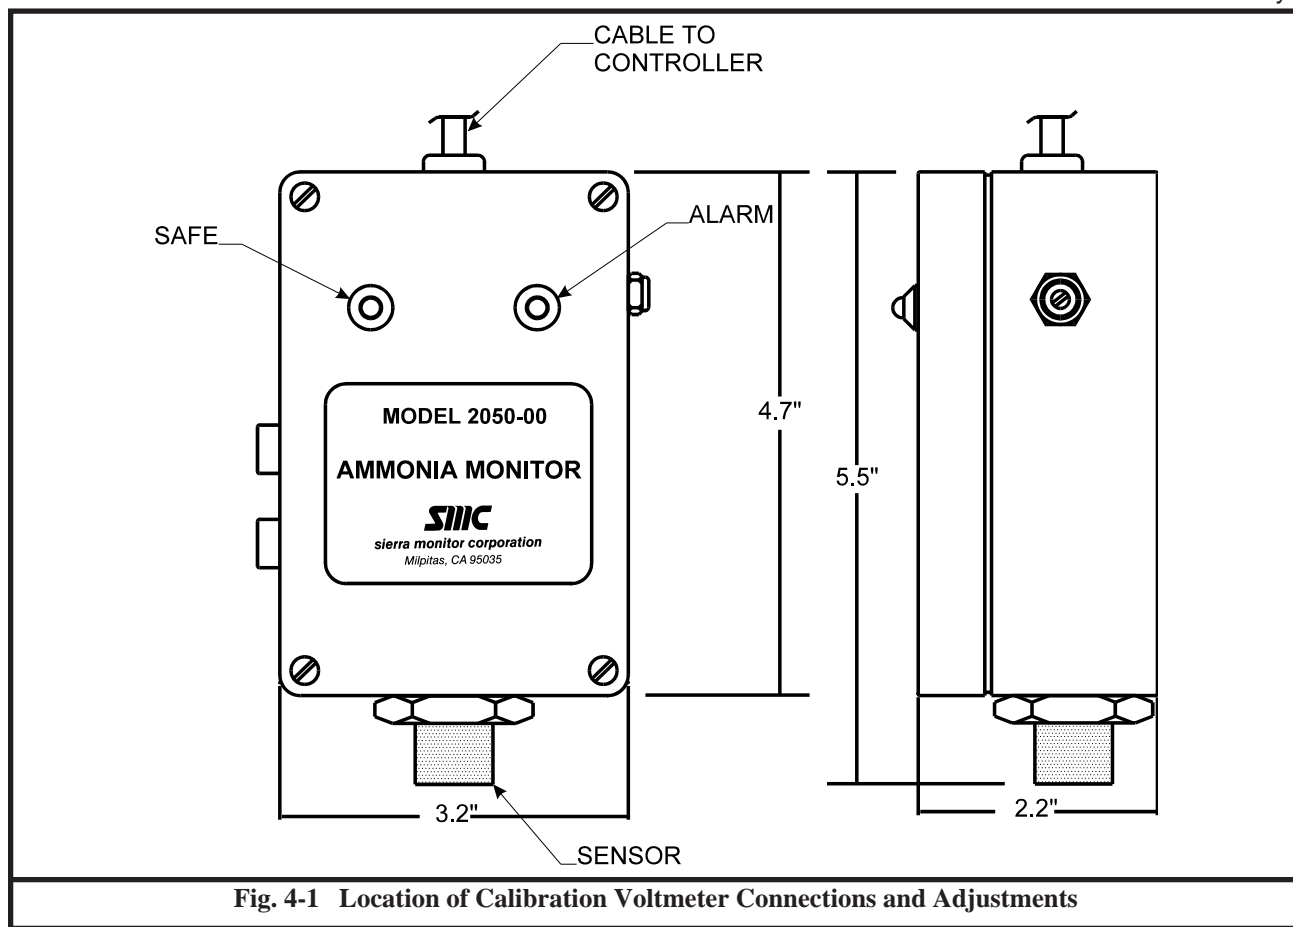 CABLE TO
CONTROLLER
SAFE
ALARM
4.7"
5.5"
MODEL 2050-00
AMMONIA MONITOR
SMC
sierra monitor corporation
Milpitas, CA 95035
3.2"
2.2"
SENSOR
Fig. 4-1 Location of Calibration Voltmeter Connections and Adjustments